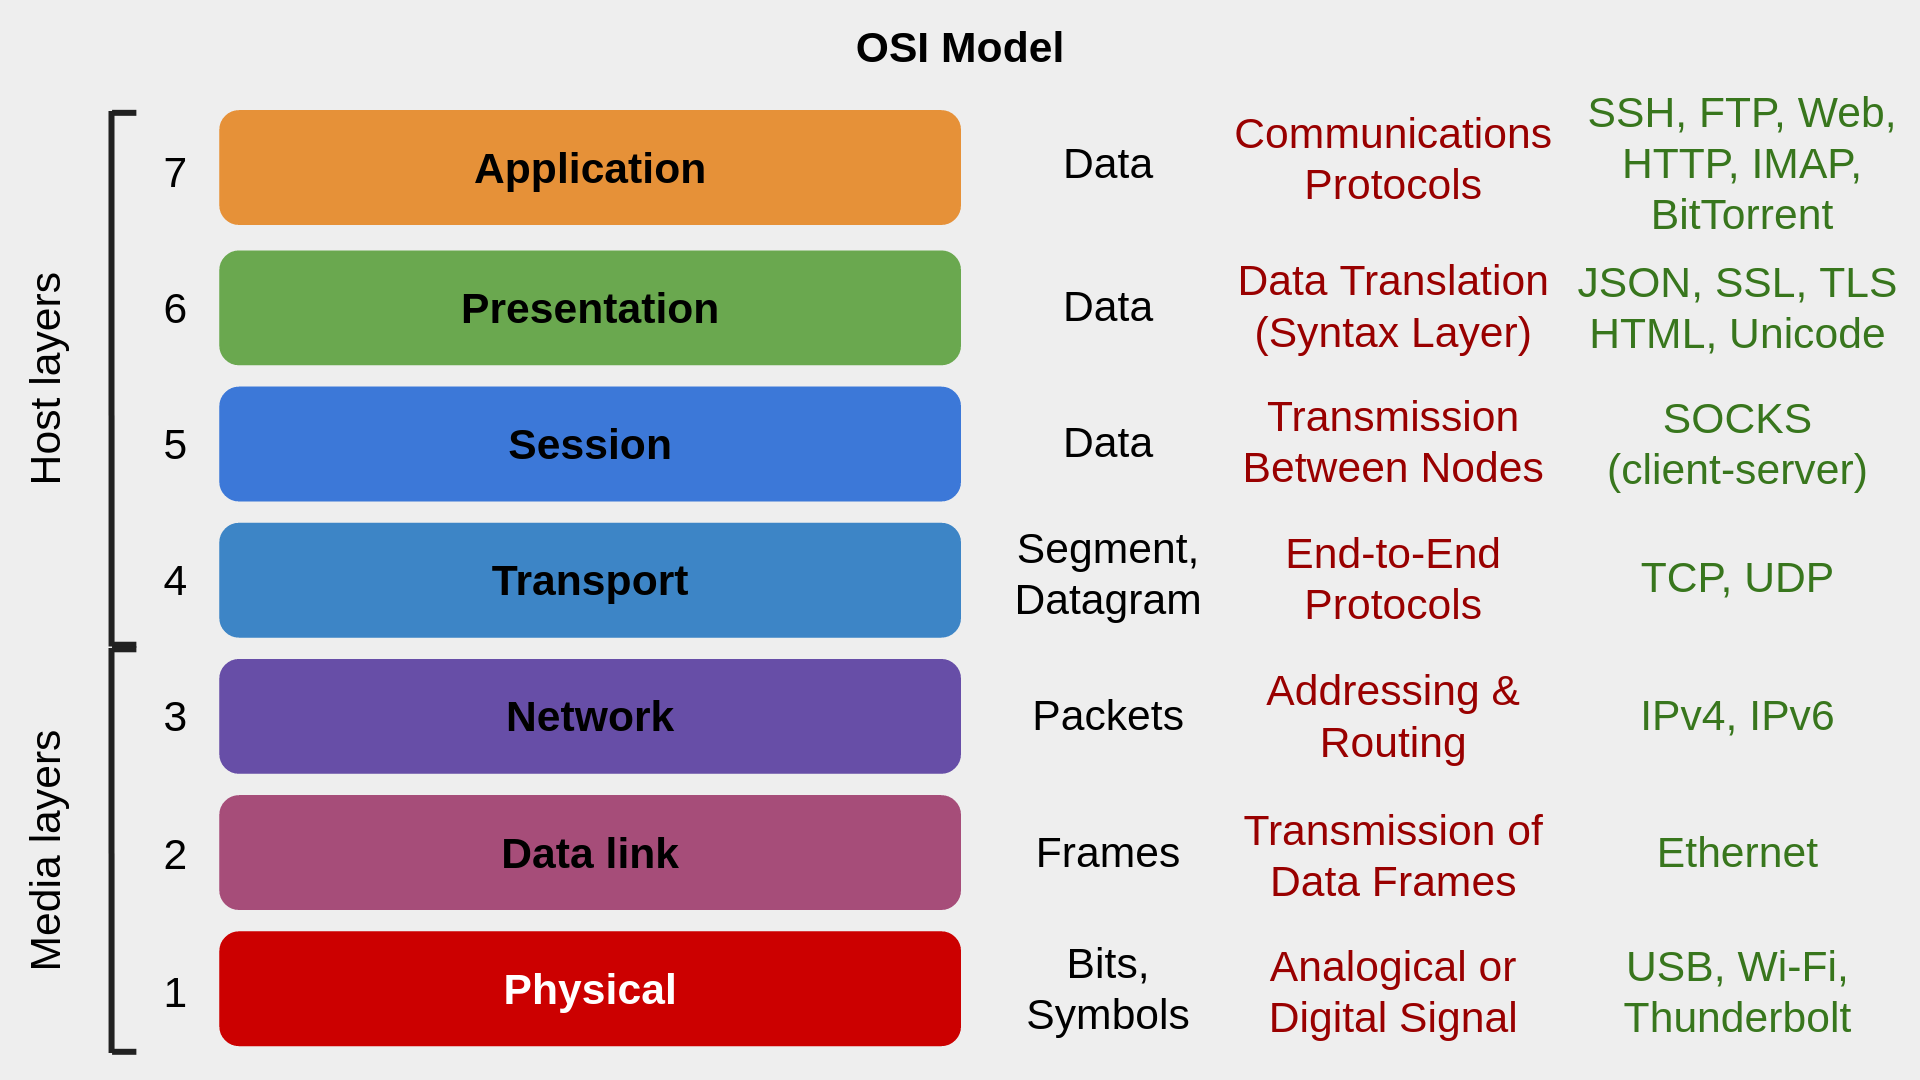 OSI Model
Host layers
7
Application
Data
Communications
Protocols
SSH, FTP, Web,
HTTP, IMAP,
BitTorrent
6
Presentation
Data
Data Translation
(Syntax Layer)
JSON, SSL, TLS
HTML, Unicode
5
Session
Data
Transmission
Between Nodes
SOCKS
(client-server)
4
Transport
Segment,
Datagram
End-to-End
Protocols
TCP, UDP
Media layers
3
Network
Packets
Addressing &
Routing
IPv4, IPv6
2
Data link
Frames
Transmission of
Data Frames
Ethernet
1
Physical
Bits,
Symbols
Analogical or
Digital Signal
USB, Wi-Fi,
Thunderbolt